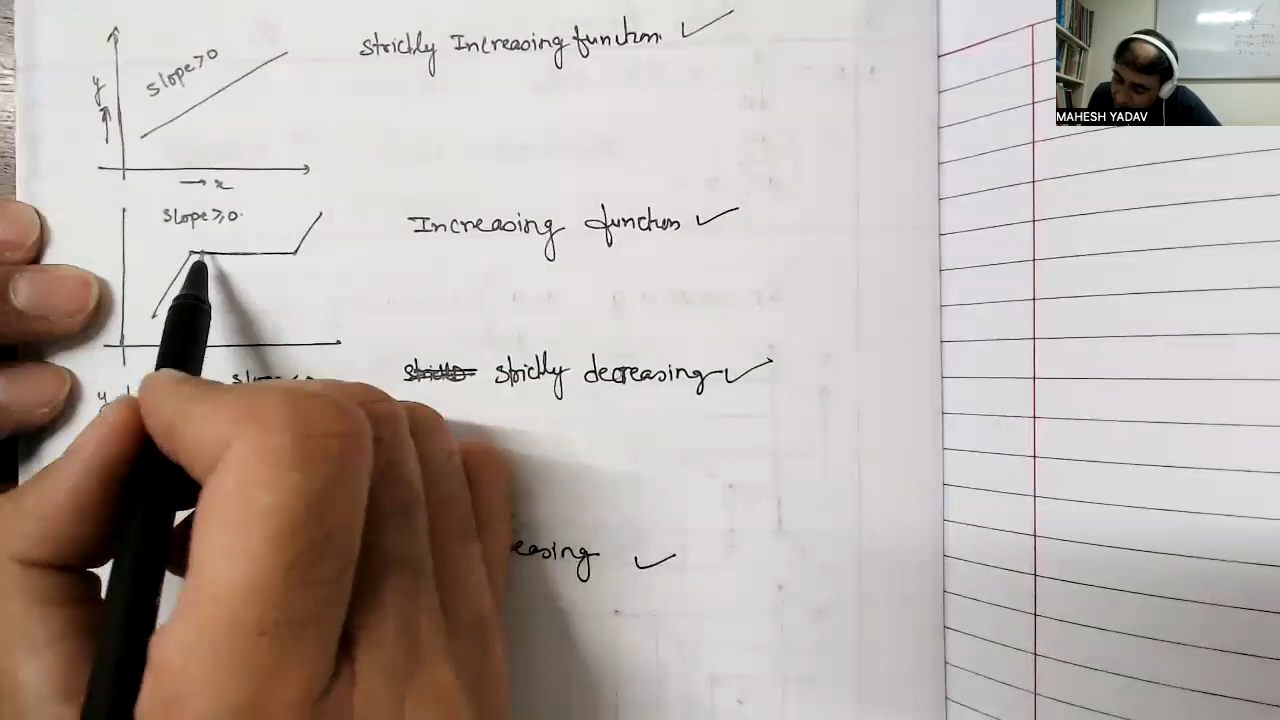 MAHESH YADAV
strictly Increasing function
slope>0
y
x
slope≥0
Increasing function
strictly decreasing
y
easing